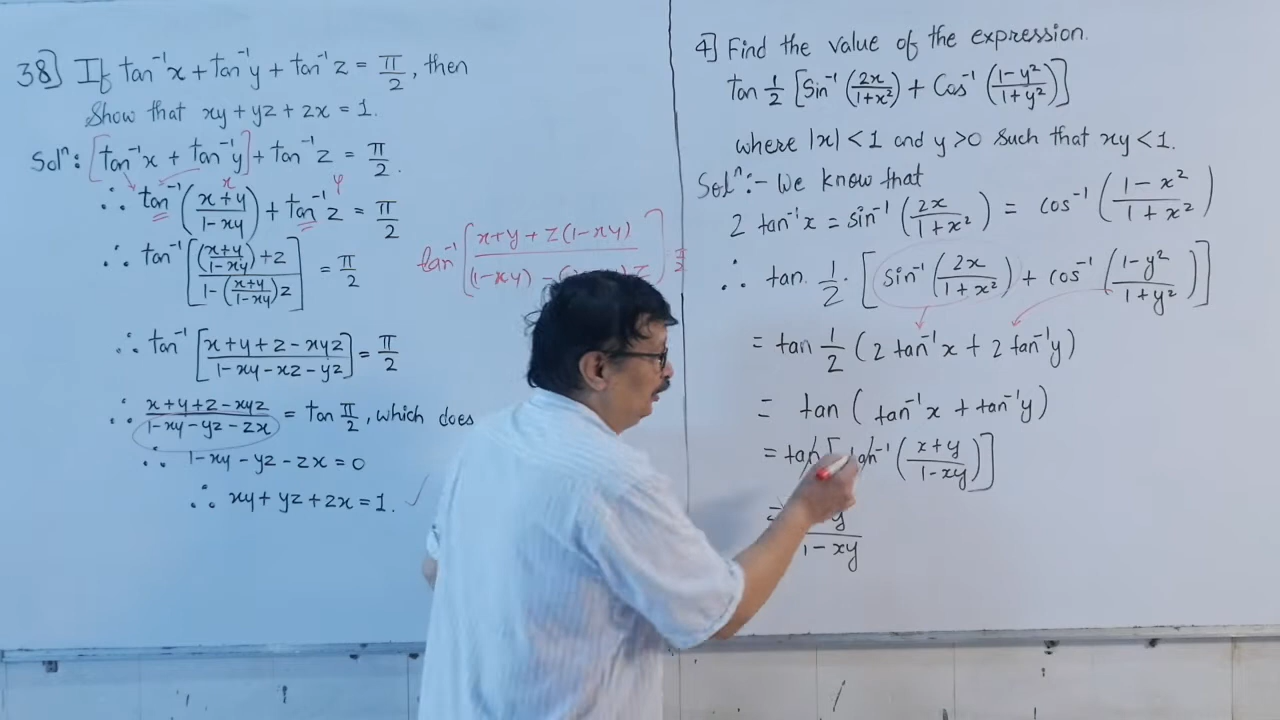 38] If tan⁻¹x + tan⁻¹y + tan⁻¹z = π/2, then
Show that xy + yz + zx = 1.
Solⁿ: [tan⁻¹x + tan⁻¹y] + tan⁻¹z = π/2.
x φ
∴ tan⁻¹((x+y)/(1-xy)) + tan⁻¹z = π/2
∴ tan⁻¹[(((x+y)/(1-xy)) + z)/(1 - ((x+y)/(1-xy))z)] = π/2
∴ tan⁻¹[(x+y+z-xyz)/(1-xy-xz-yz)] = π/2
∴ (x+y+z-xyz)/(1-xy-yz-zx) = tan π/2, which does
∴ 1-xy-yz-zx = 0
∴ xy + yz + zx = 1. ✓
tan⁻¹[(x+y+z(1-xy))/((1-xy) - z)] π/2
4] Find the value of the expression.
tan ½ [Sin⁻¹(2x/(1+x²)) + Cos⁻¹((1-y²)/(1+y²))]
where |x| < 1 and y > 0 such that xy < 1.
Solⁿ:- We know that
2 tan⁻¹x = sin⁻¹(2x/(1+x²)) = cos⁻¹((1-x²)/(1+x²))
∴ tan. ½ · [sin⁻¹(2x/(1+x²)) + cos⁻¹((1-y²)/(1+y²))]
= tan ½ (2 tan⁻¹x + 2 tan⁻¹y)
= tan (tan⁻¹x + tan⁻¹y)
= tan [tan⁻¹((x+y)/(1-xy))]
= y/(1-xy)